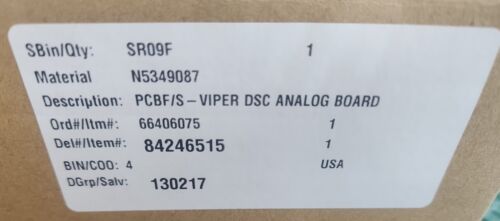 SBin/Qty: SR09F 1
Material N5349087
Description: PCBF/S-VIPER DSC ANALOG BOARD
Ord#/Itm#: 66406075 1
Del#/Item#: 84246515 1
BIN/COO: 4 USA
DGrp/Salv: 130217